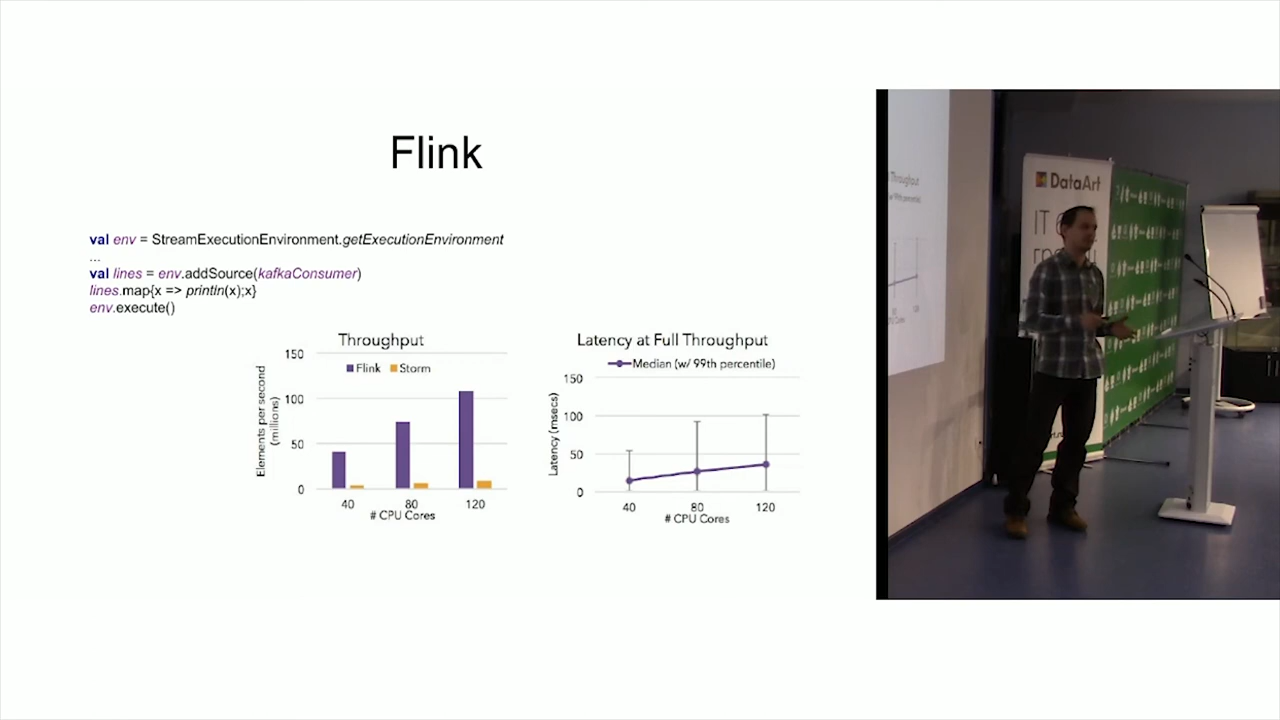 Flink
val env = StreamExecutionEnvironment.getExecutionEnvironment
...
val lines = env.addSource(kafkaConsumer)
lines.map{x => println(x);x}
env.execute()
Throughput
Flink Storm
Elements per second
(millions)
150
100
50
0
40 80 120
# CPU Cores
Latency at Full Throughput
Median (w/ 99th percentile)
Latency (msecs)
150
100
50
0
40 80 120
# CPU Cores
DataArt
IT
Throughput